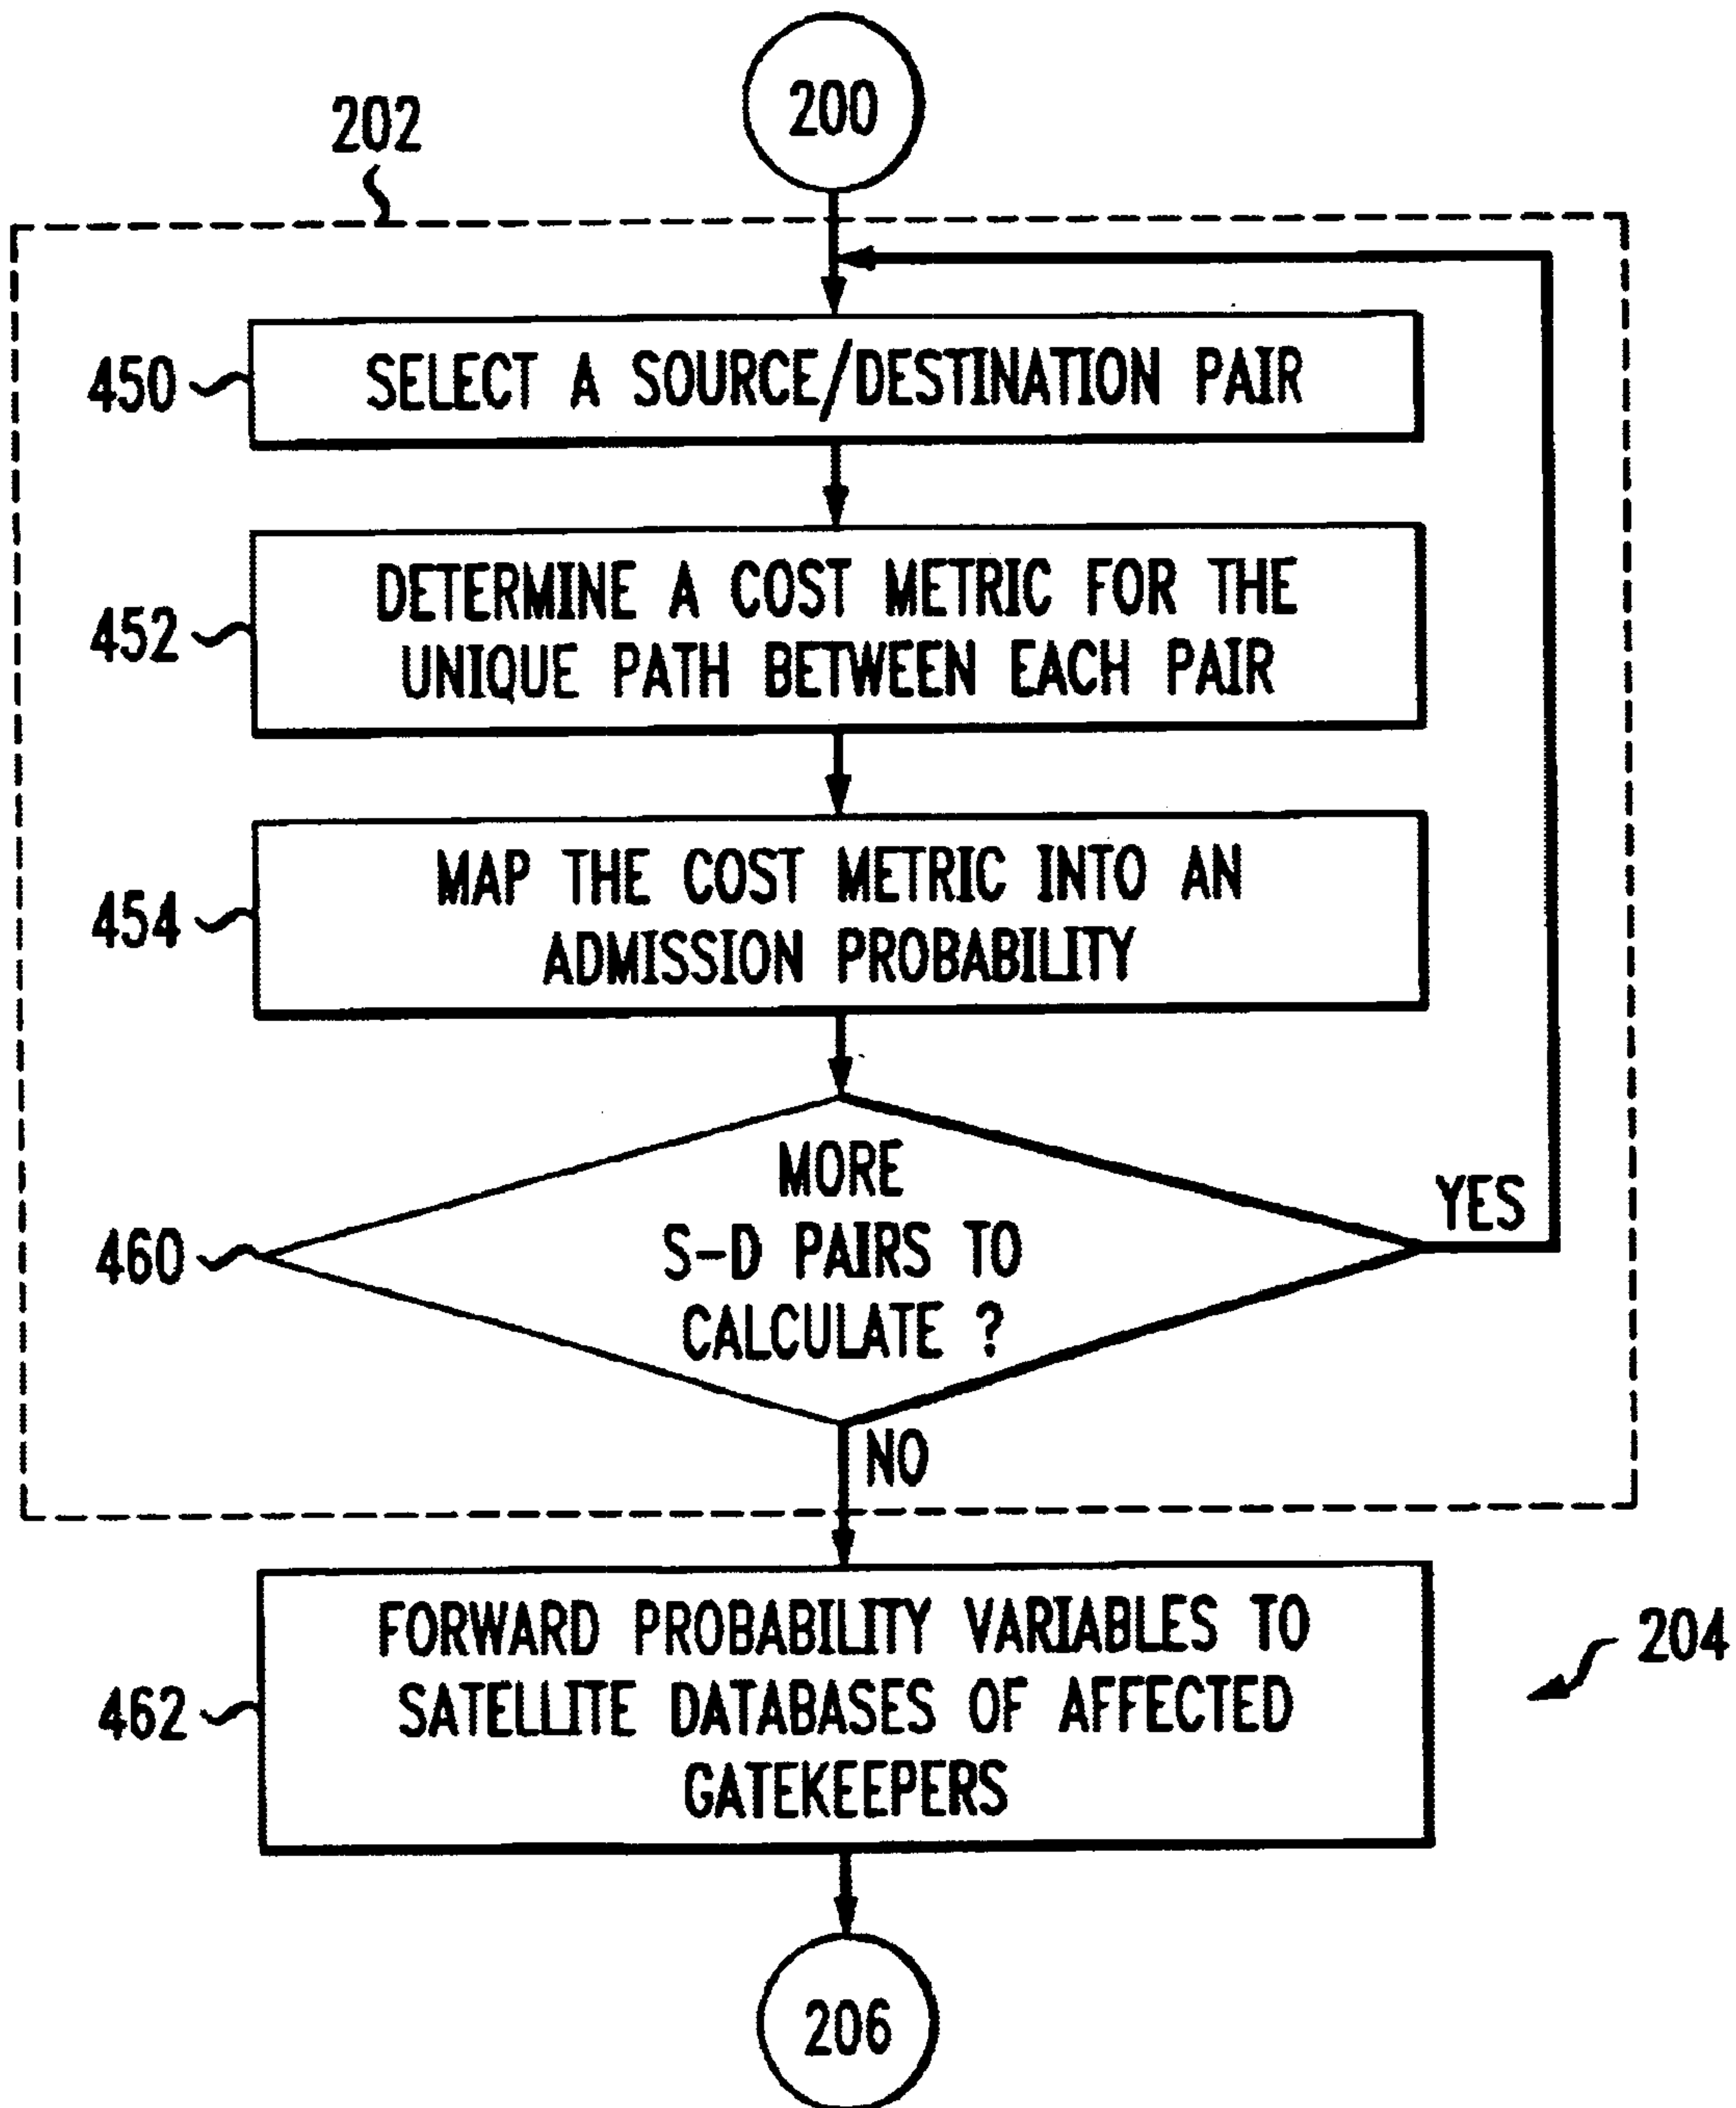 200
202
450
SELECT A SOURCE/DESTINATION PAIR
452
DETERMINE A COST METRIC FOR THE
UNIQUE PATH BETWEEN EACH PAIR
454
MAP THE COST METRIC INTO AN
ADMISSION PROBABILITY
460
MORE
S-D PAIRS TO
CALCULATE ?
YES
NO
462
FORWARD PROBABILITY VARIABLES TO
SATELLITE DATABASES OF AFFECTED
GATEKEEPERS
204
206